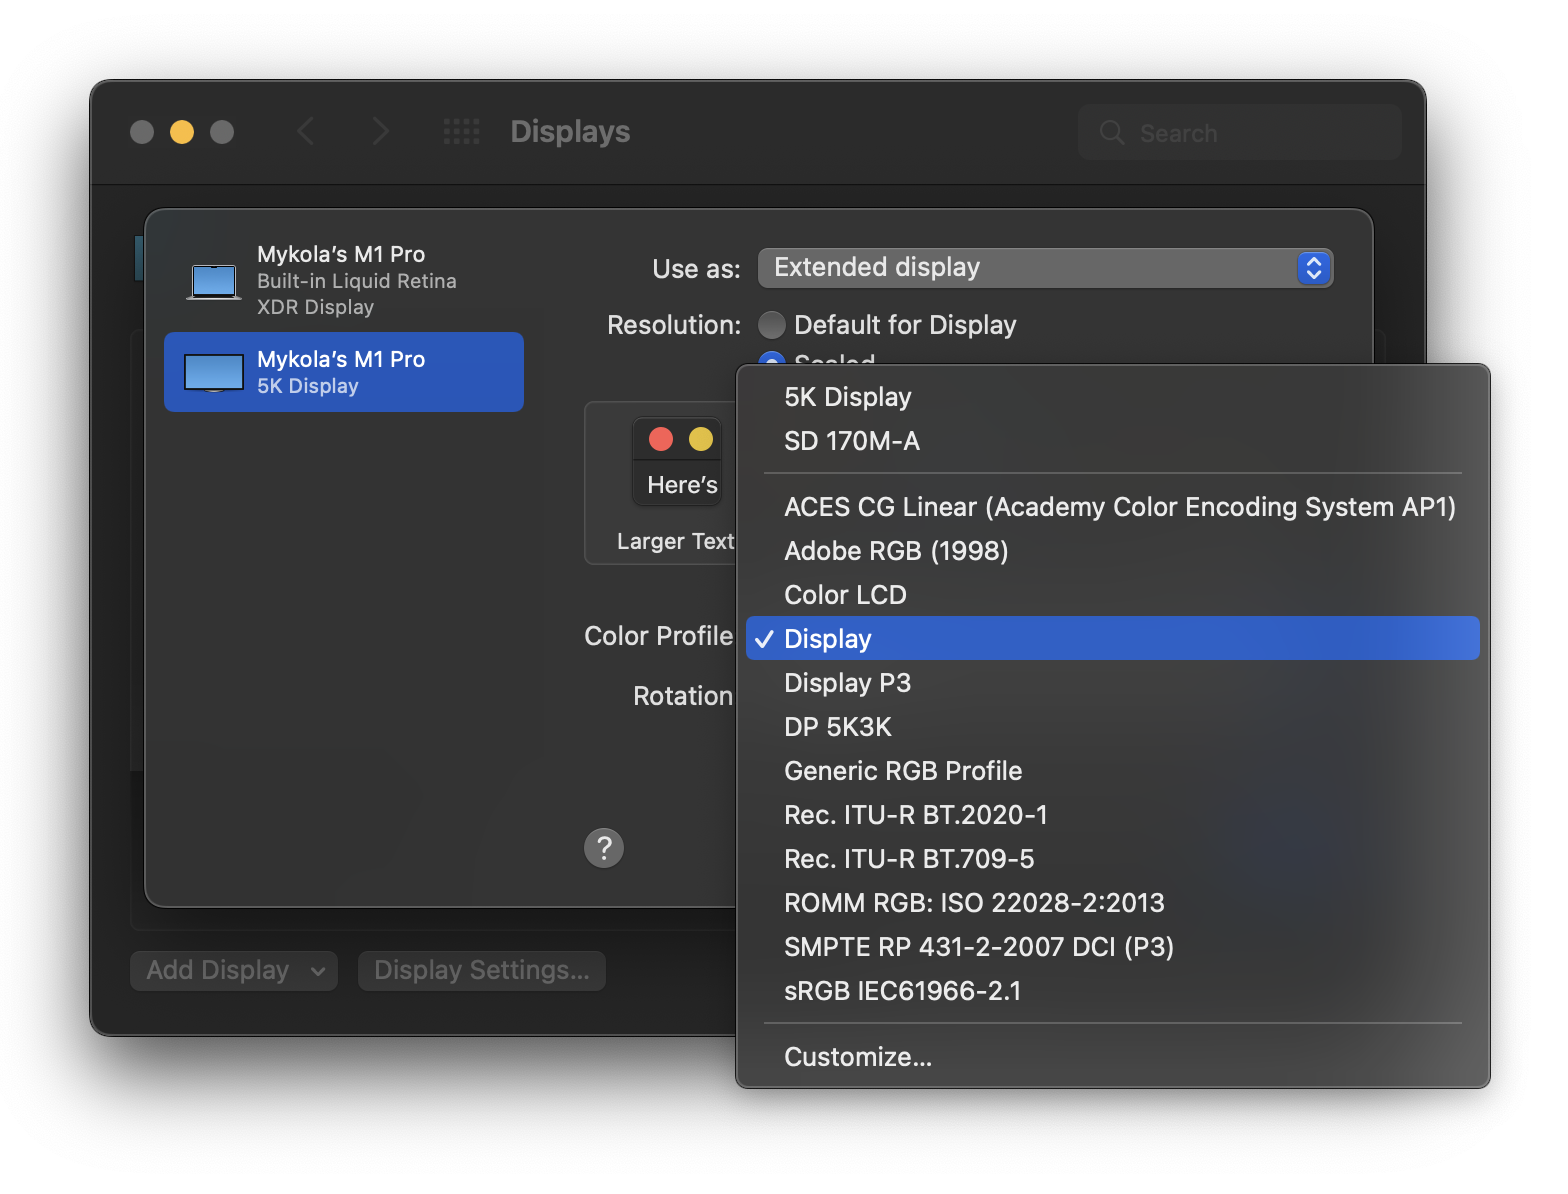 Displays
Search
Mykola’s M1 Pro
Built-in Liquid Retina
XDR Display
Mykola’s M1 Pro
5K Display
Use as:
Extended display
Resolution:
Default for Display
Scaled
Here’s
Larger Text
Color Profile
Rotation
?
5K Display
SD 170M-A
ACES CG Linear (Academy Color Encoding System AP1)
Adobe RGB (1998)
Color LCD
✓ Display
Display P3
DP 5K3K
Generic RGB Profile
Rec. ITU-R BT.2020-1
Rec. ITU-R BT.709-5
ROMM RGB: ISO 22028-2:2013
SMPTE RP 431-2-2007 DCI (P3)
sRGB IEC61966-2.1
Customize...
Add Display
Display Settings...